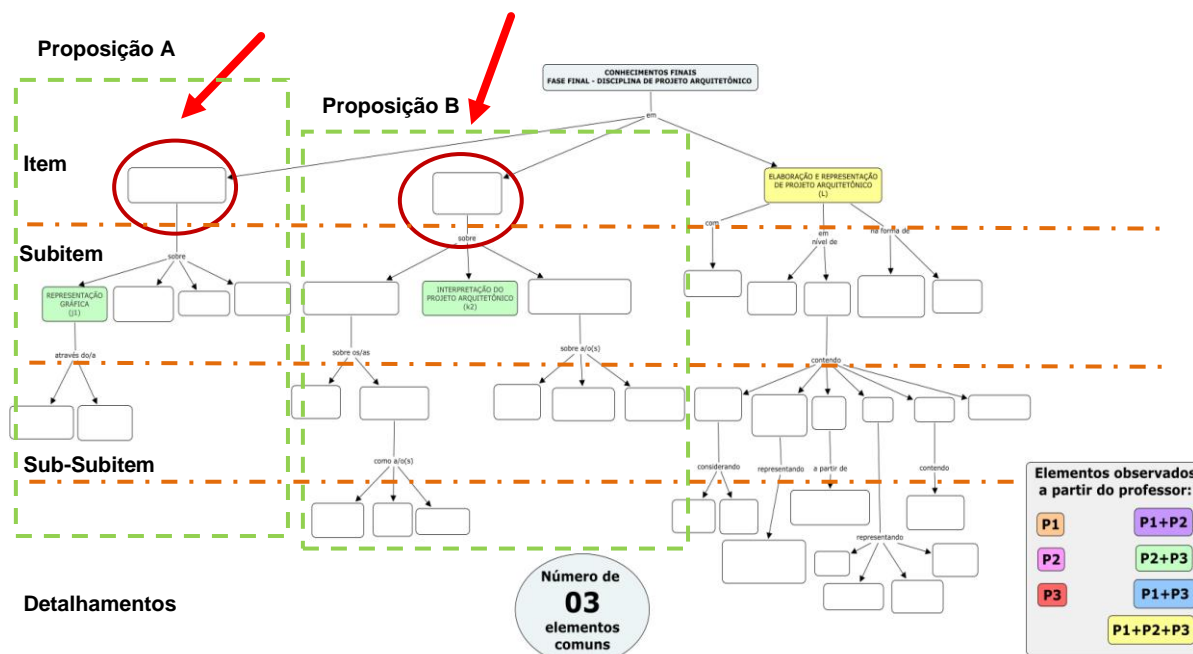 Proposição A
CONHECIMENTOS FINAIS
FASE FINAL - DISCIPLINA DE PROJETO ARQUITETÔNICO
Proposição B
em
Item
ELABORAÇÃO E REPRESENTAÇÃO
DE PROJETO ARQUITETÔNICO
(L)
com
em
nível de
na forma de
sobre
Subitem
sobre
REPRESENTAÇÃO
GRÁFICA
(j1)
INTERPRETAÇÃO DO
PROJETO ARQUITETÔNICO
(k2)
através do/a
sobre os/as
sobre a/o(s)
contendo
Sub-Subitem
como a/o(s)
considerando
representando
a partir de
contendo
representando
Elementos observados
a partir do professor:
P1
P1+P2
P2
P2+P3
P3
P1+P3
P1+P2+P3
Detalhamentos
Número de
03
elementos
comuns